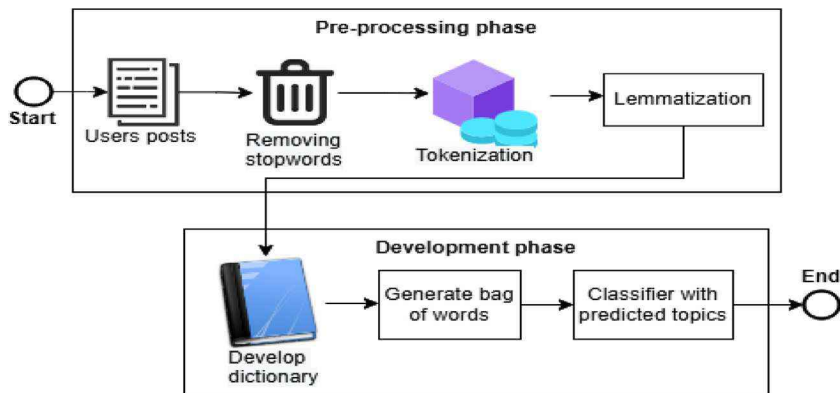 Pre-processing phase
Start
Users posts
Removing
stopwords
Tokenization
Lemmatization
Development phase
Develop
dictionary
Generate bag
of words
Classifier with
predicted topics
End